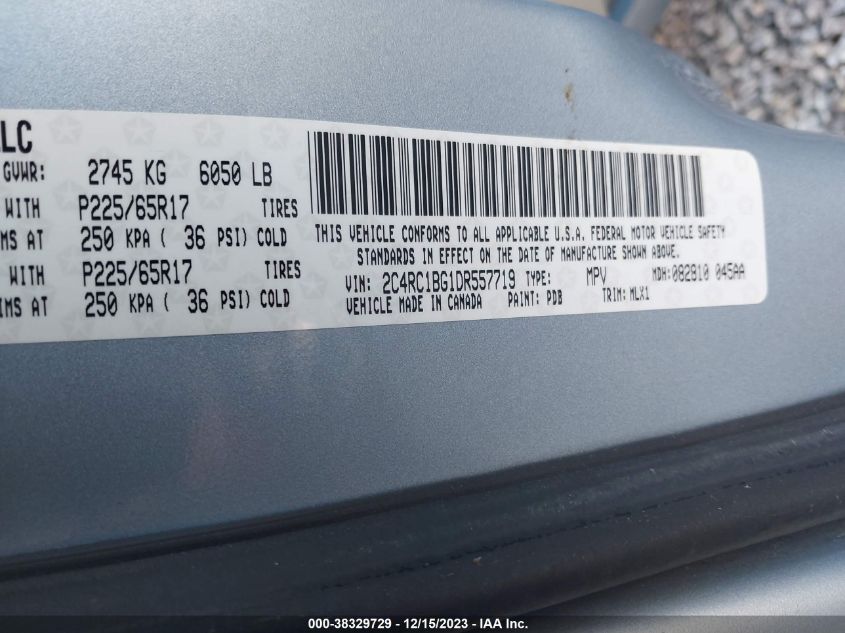 LLC
GVWR: 2745 KG 6050 LB
WITH P225/65R17 TIRES
IMS AT 250 KPA ( 36 PSI) COLD
WITH P225/65R17 TIRES
IMS AT 250 KPA ( 36 PSI) COLD
THIS VEHICLE CONFORMS TO ALL APPLICABLE U.S.A. FEDERAL MOTOR VEHICLE SAFETY
STANDARDS IN EFFECT ON THE DATE OF MANUFACTURE SHOWN ABOVE.
VIN: 2C4RC1BG1DR557719 TYPE: MPV MDH:082810 045AA
VEHICLE MADE IN CANADA PAINT: PDB TRIM: MLX1
000-38329729 - 12/15/2023 - IAA Inc.